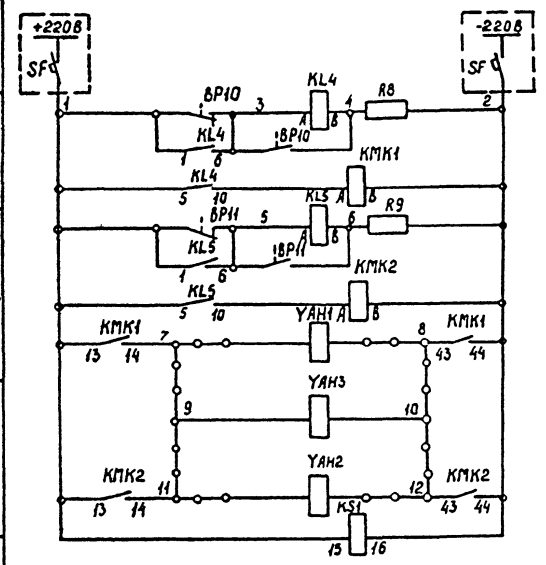 +220В -220В
SF SF
1 2
ВР10 3 KL4 4 R8
А В
KL4 ВР10
1 6
KL4 KMK1
5 10 А В
ВР11 5 KL5 6 R9
А В
KL5 ВР11
1 6
KL5 KMK2
5 10 А В
KMK1 7 YAH1 8 KMK1
13 14 43 44
YAH3
9 10
YAH2
KMK2 KMK2
13 14 11 12 43 44
KS1
15 16